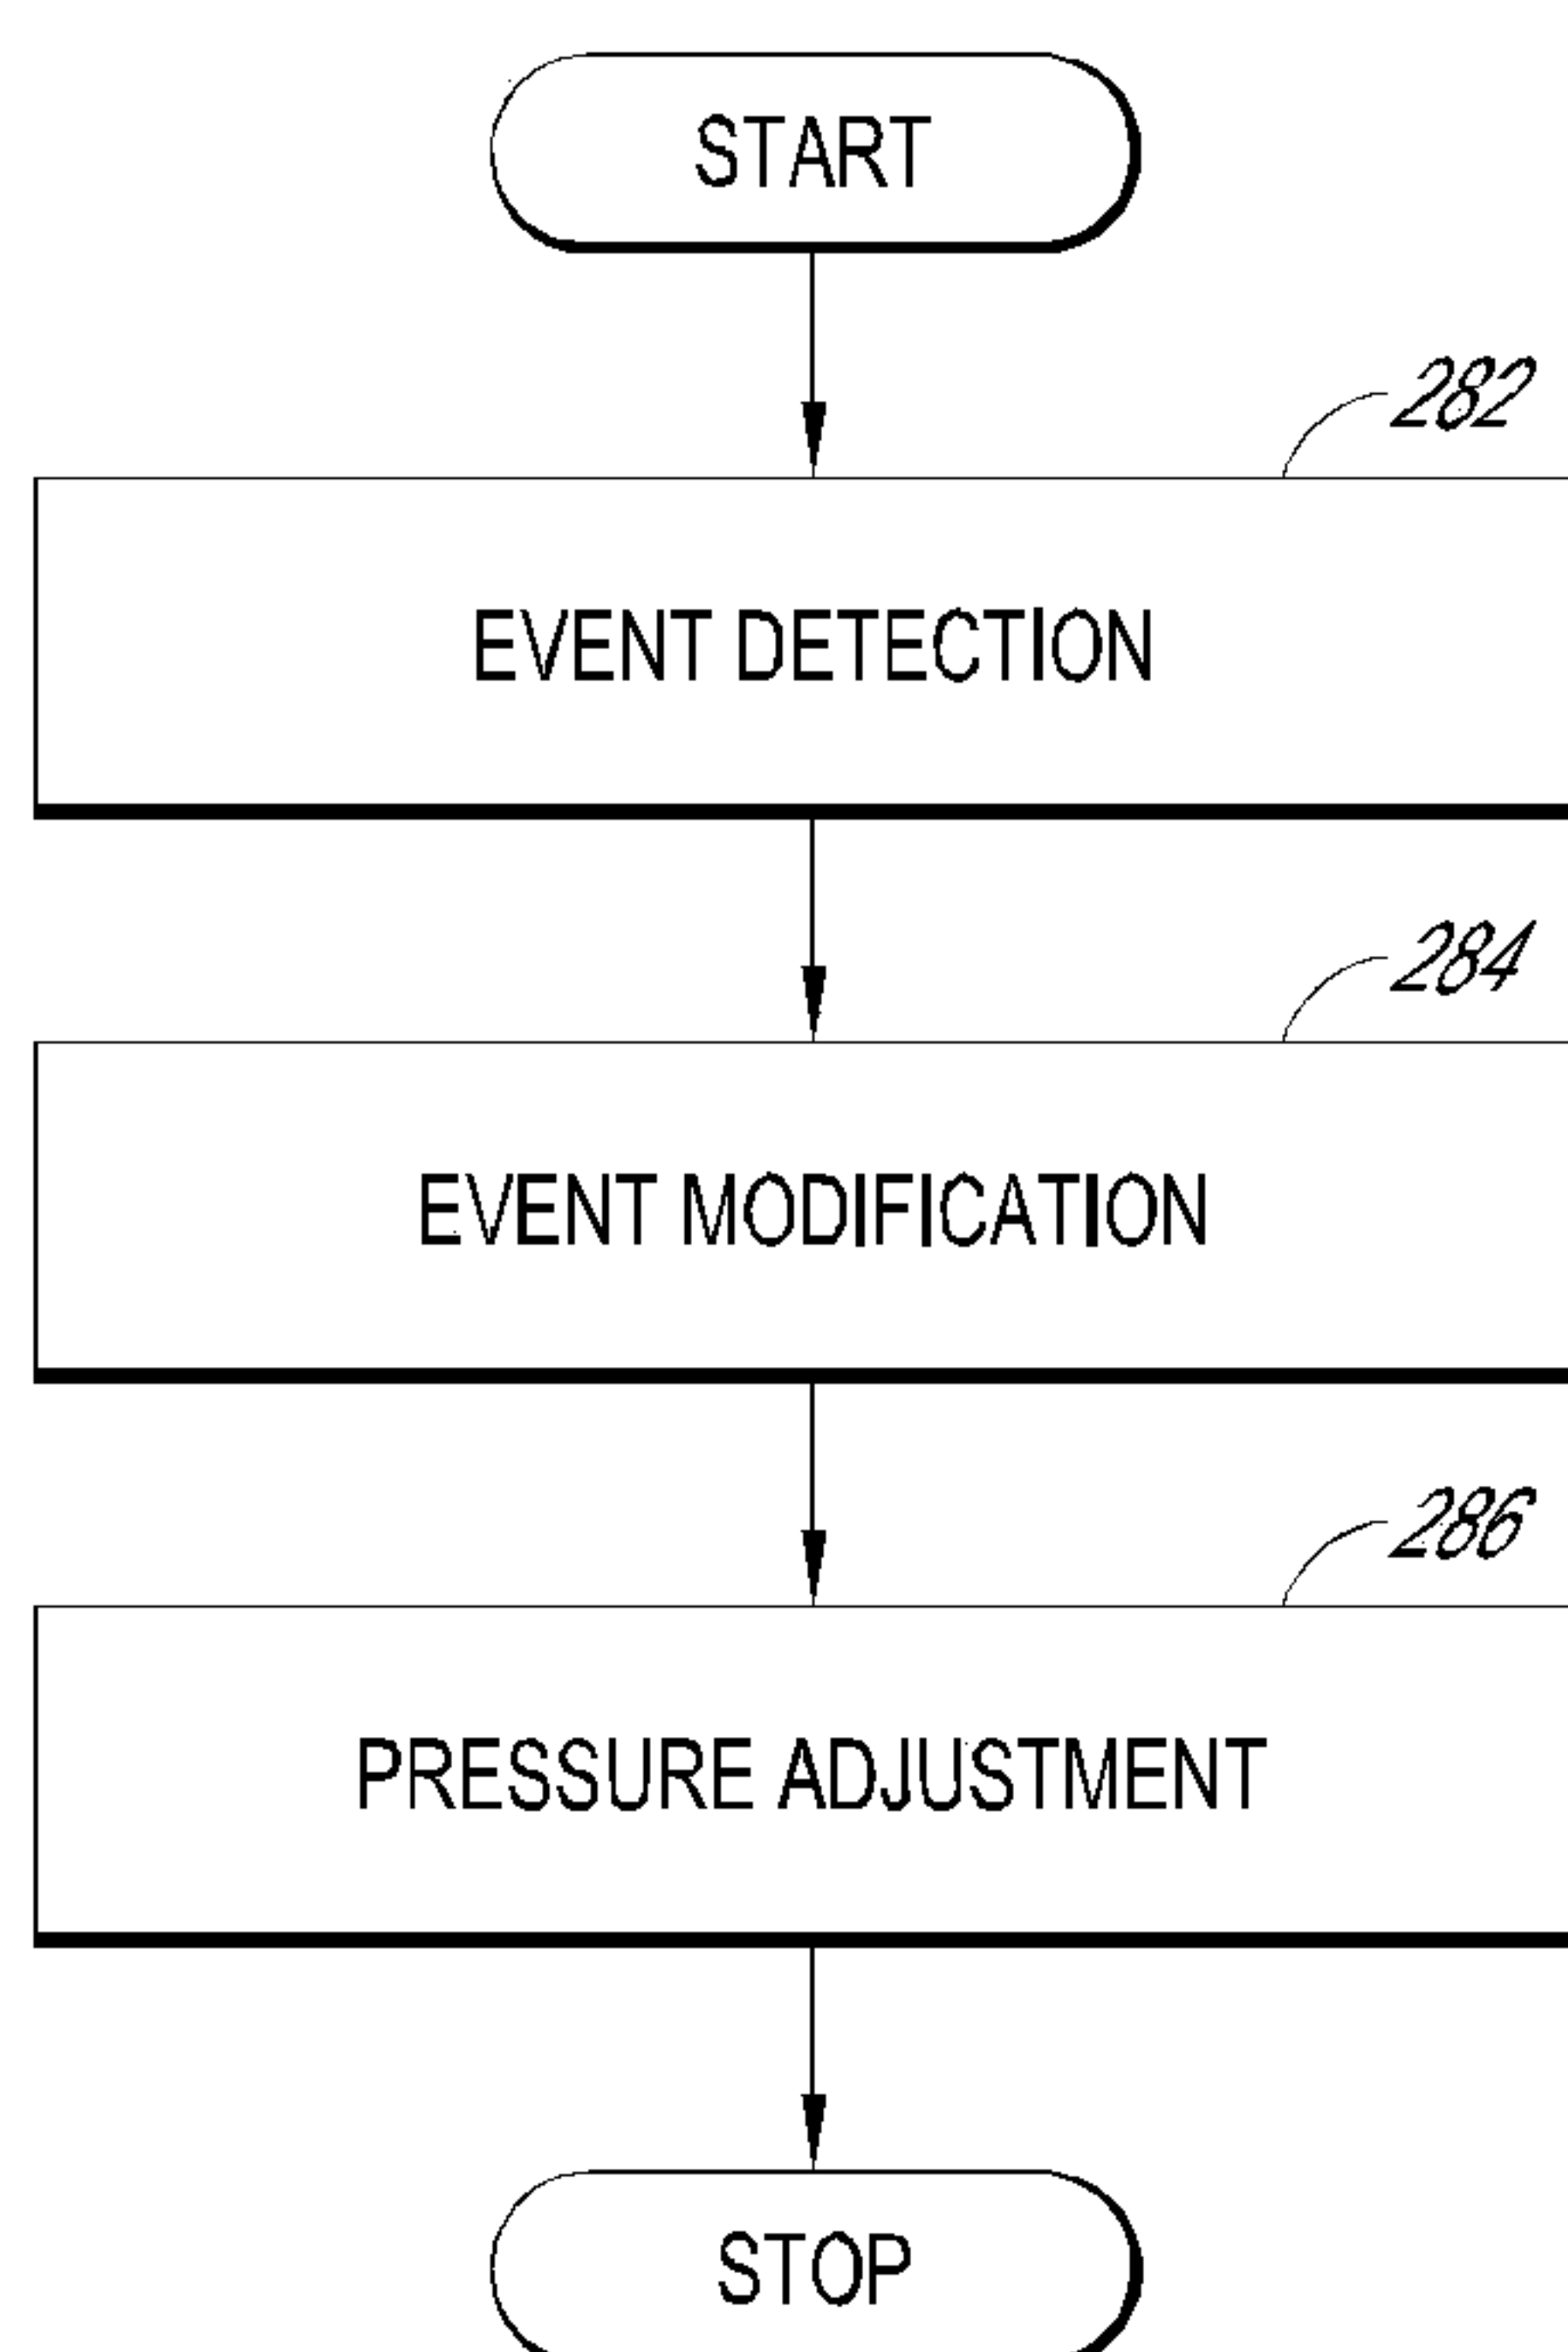 START
282
EVENT DETECTION
284
EVENT MODIFICATION
286
PRESSURE ADJUSTMENT
STOP